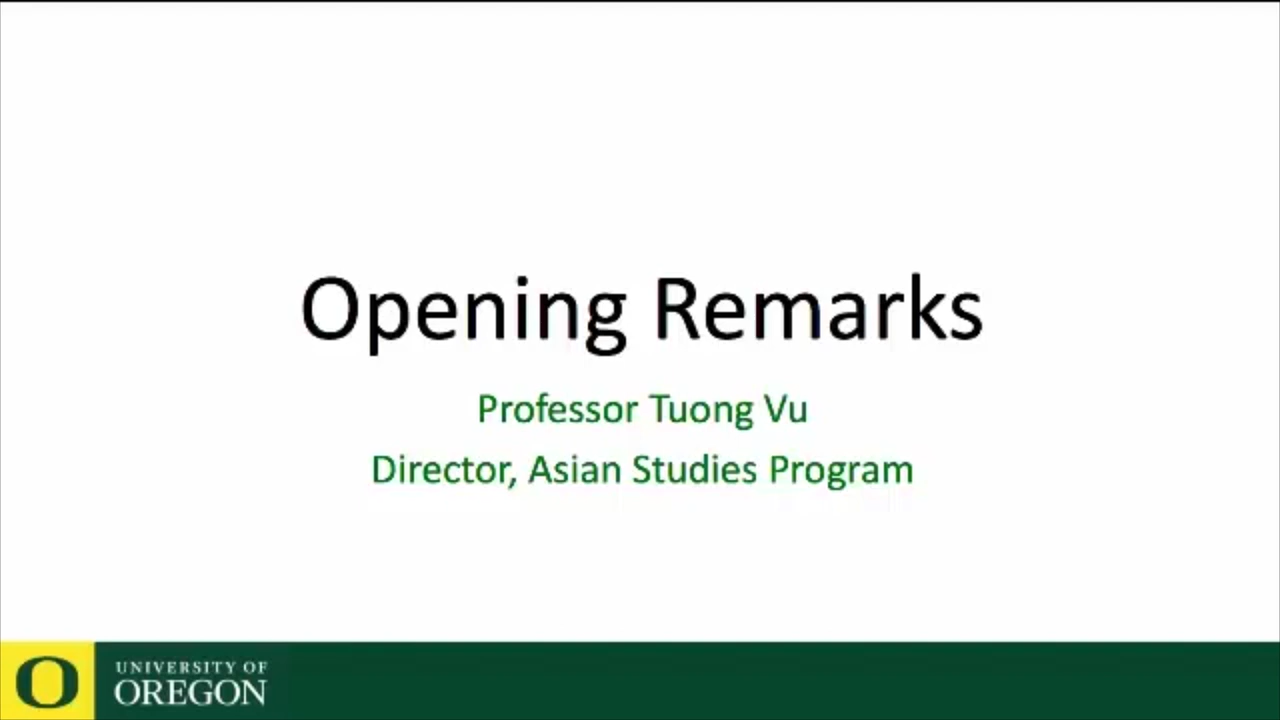 Opening Remarks
Professor Tuong Vu
Director, Asian Studies Program
O
UNIVERSITY OF
OREGON